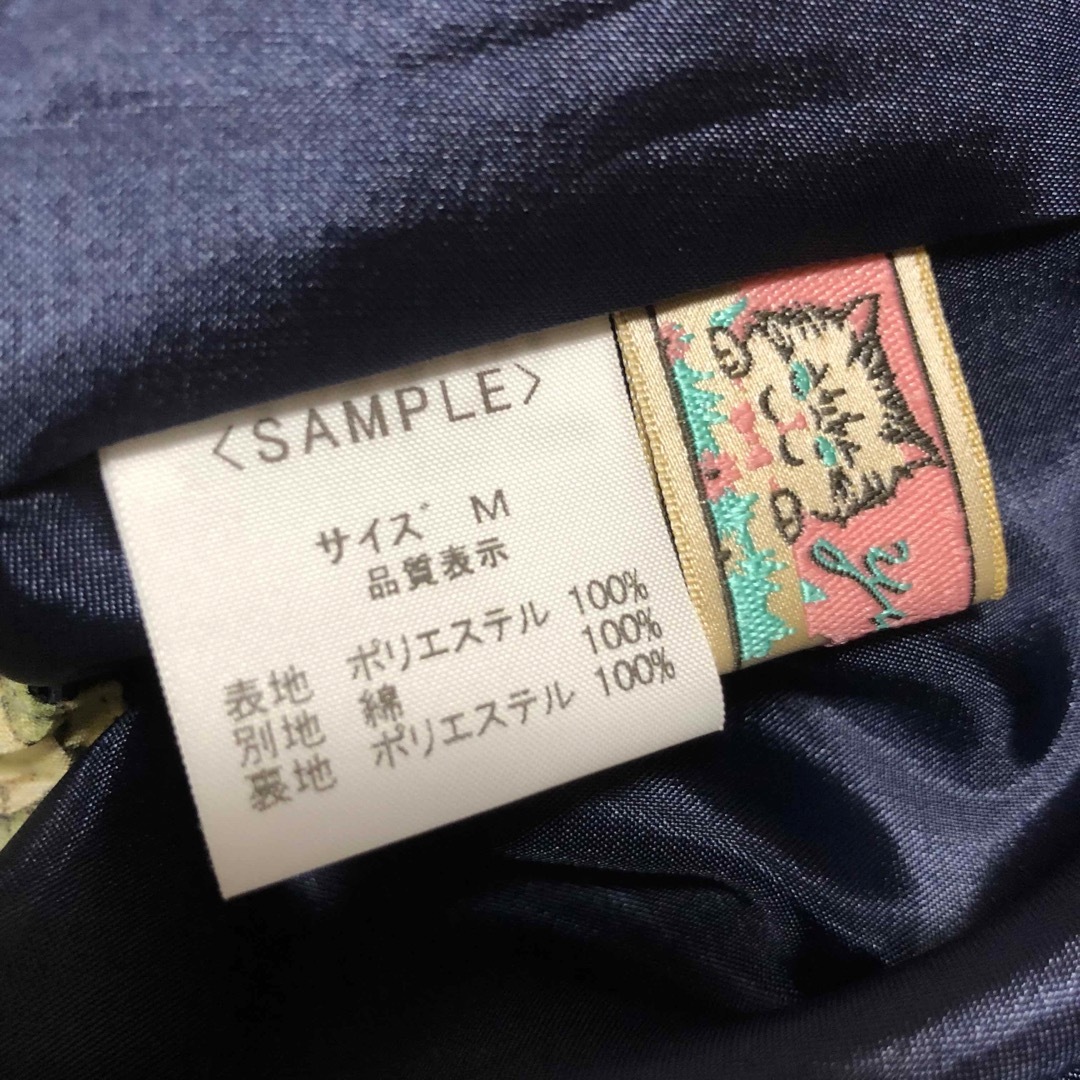 <SAMPLE>
サイズ M
品質表示
表地 ポリエステル 100%
別地 綿 100%
裏地 ポリエステル 100%